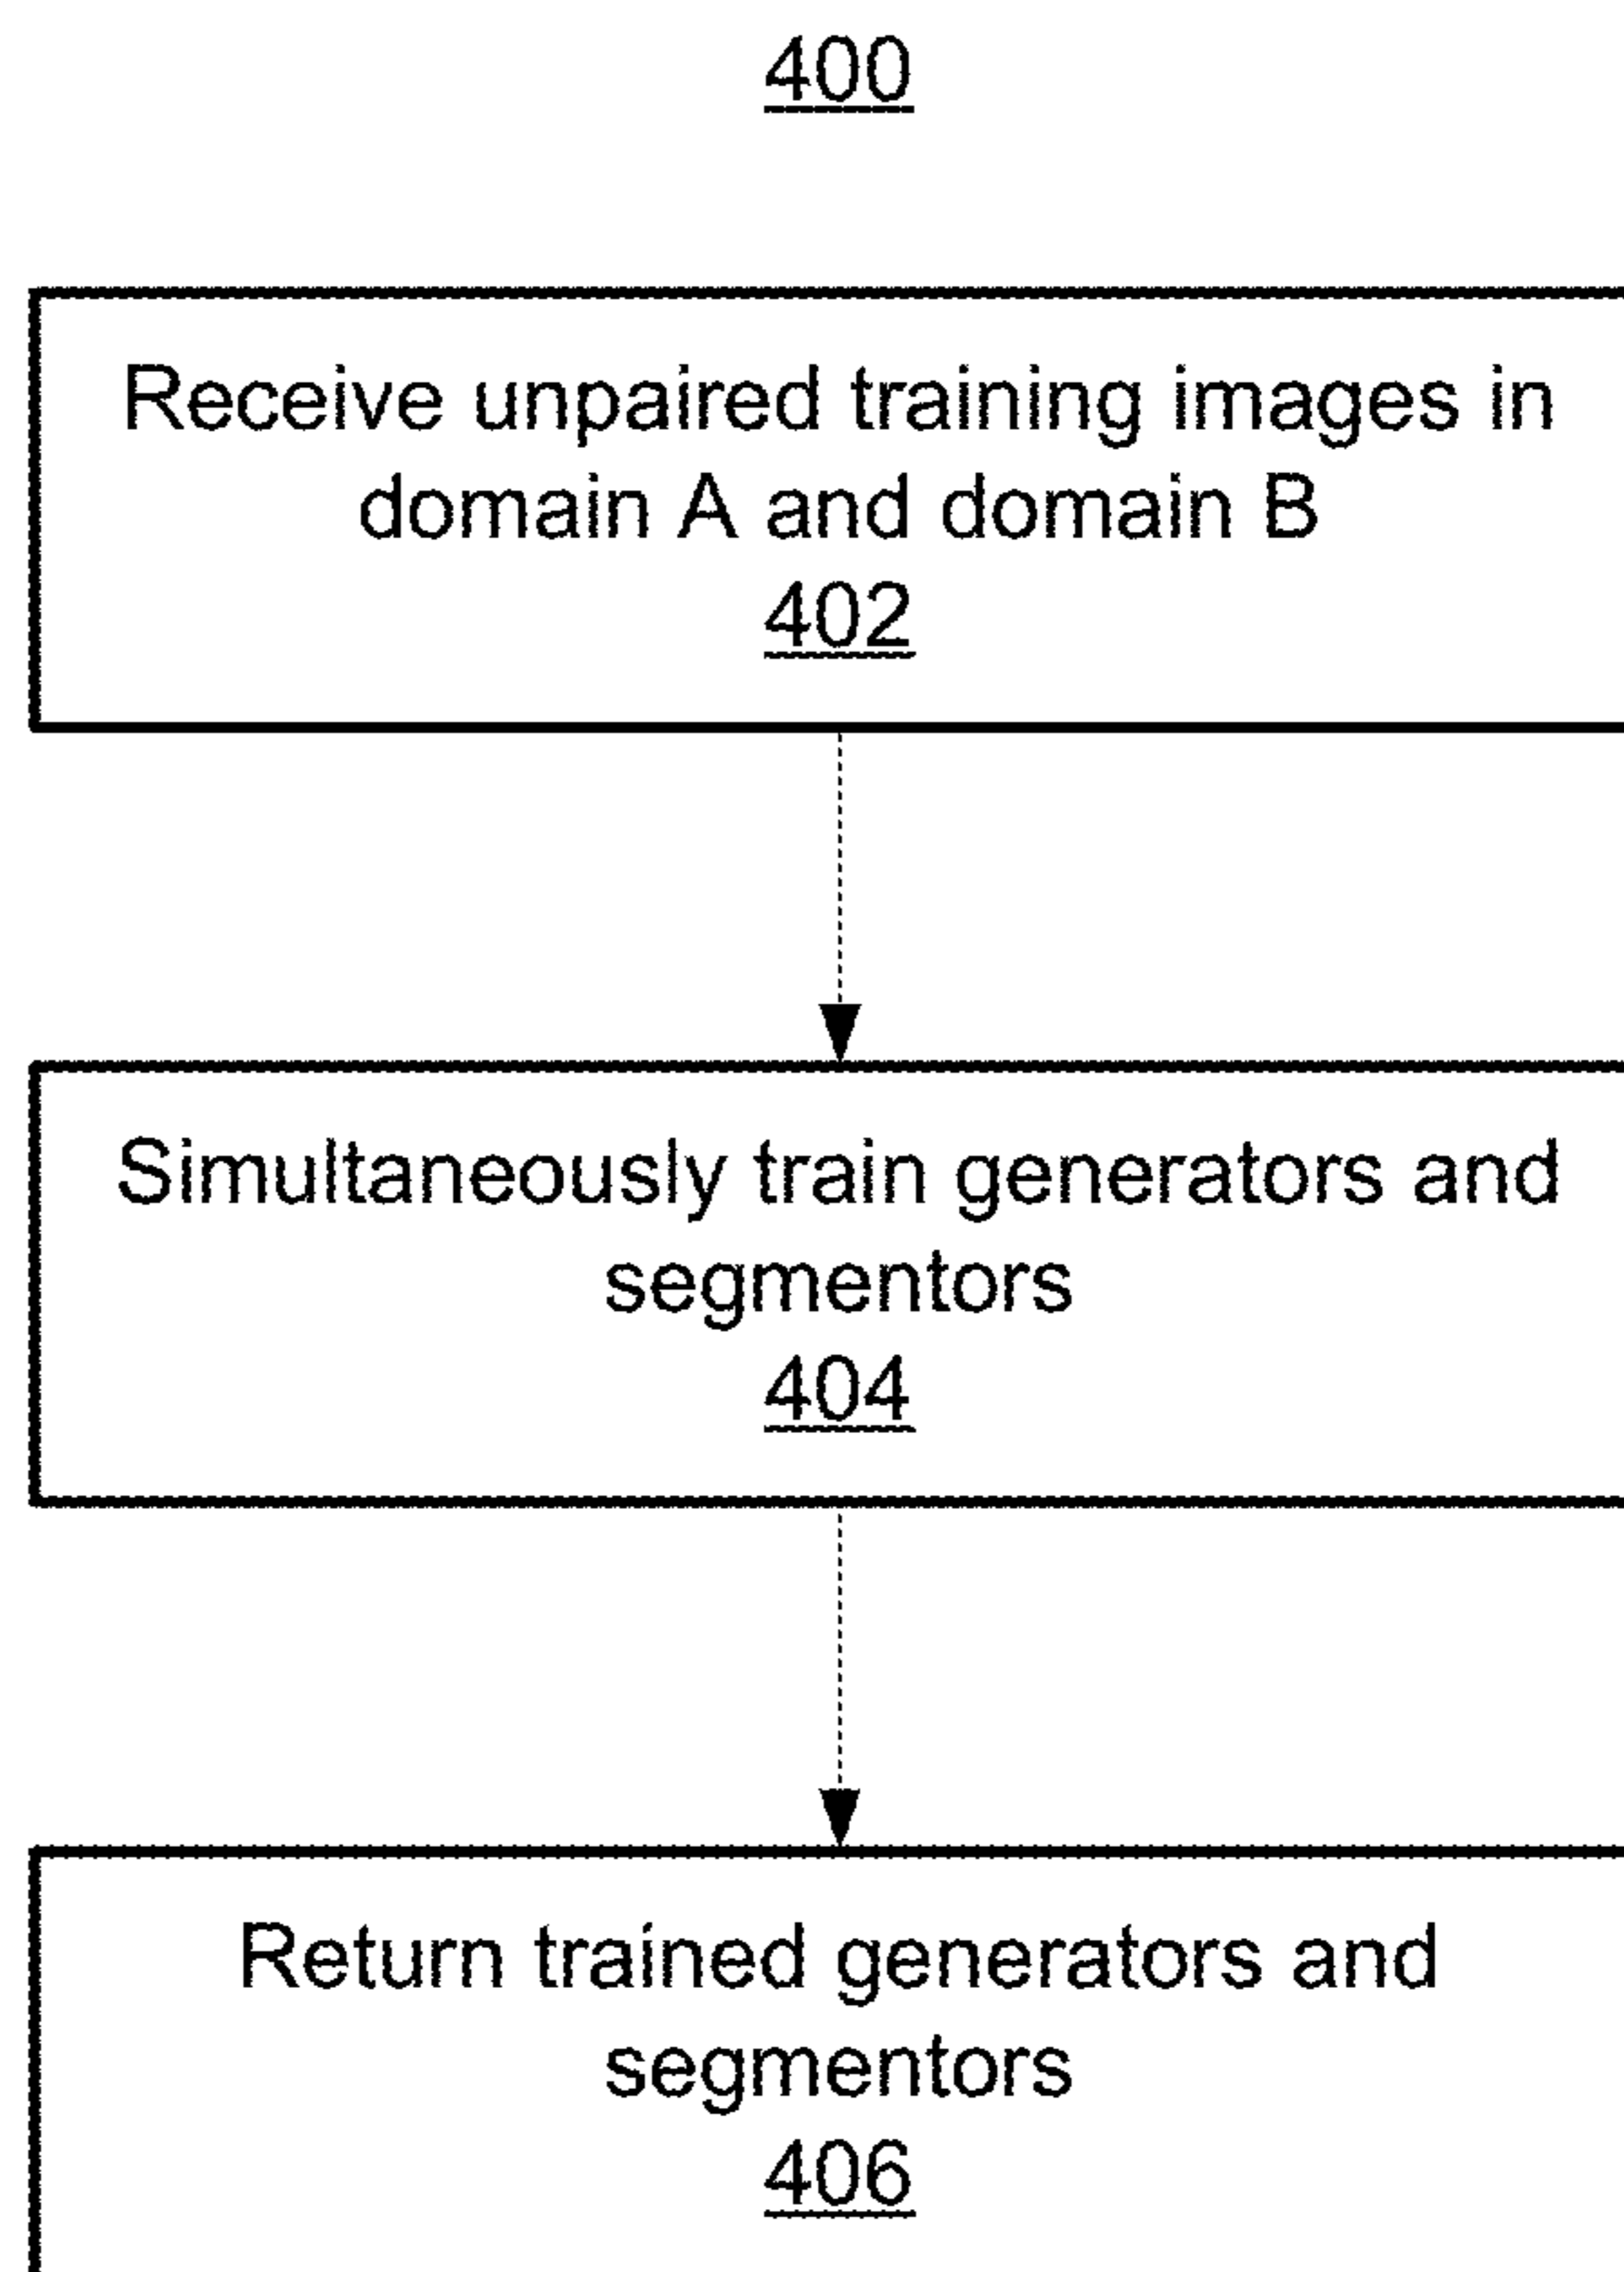 400
Receive unpaired training images in
domain A and domain B
402
Simultaneously train generators and
segmentors
404
Return trained generators and
segmentors
406